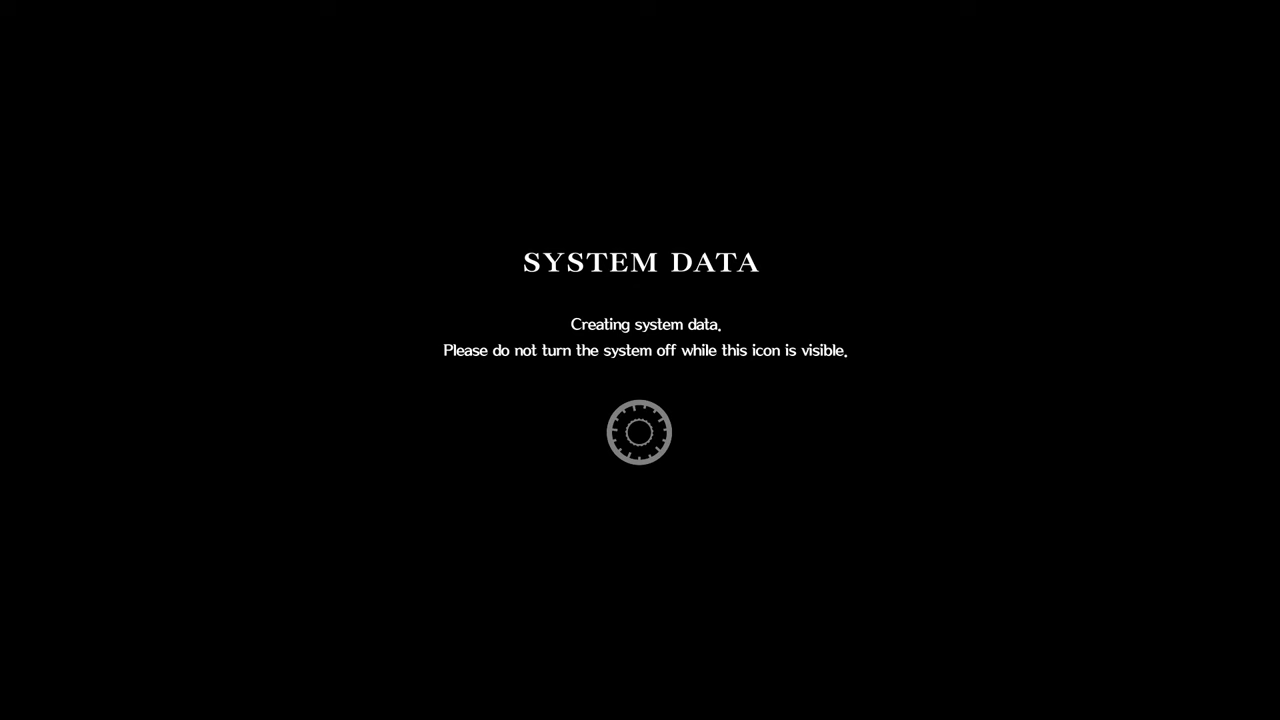 SYSTEM DATA
Creating system data.
Please do not turn the system off while this icon is visible.